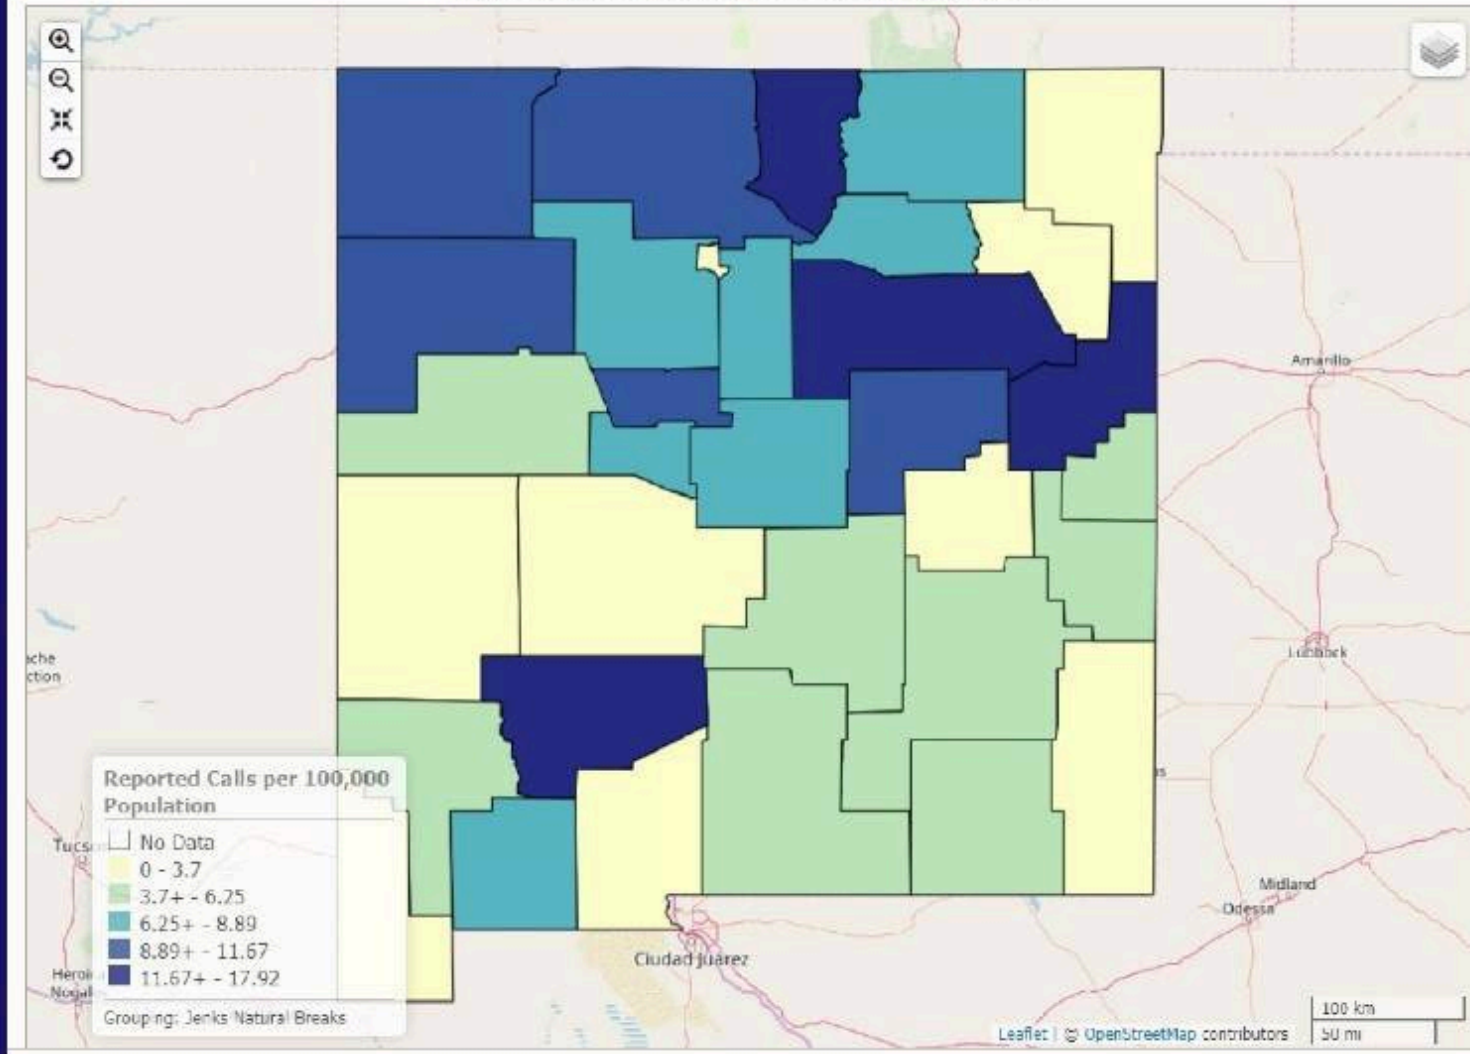 Amarillo
Lubbock
Reported Calls per 100,000
Population
No Data
0 - 3.7
3.7+ - 6.25
6.25+ - 8.89
8.89+ - 11.67
11.67+ - 17.92
Grouping: Jenks Natural Breaks
Midland
Odessa
Ciudad Juárez
100 km
50 mi
Leaflet | © OpenStreetMap contributors